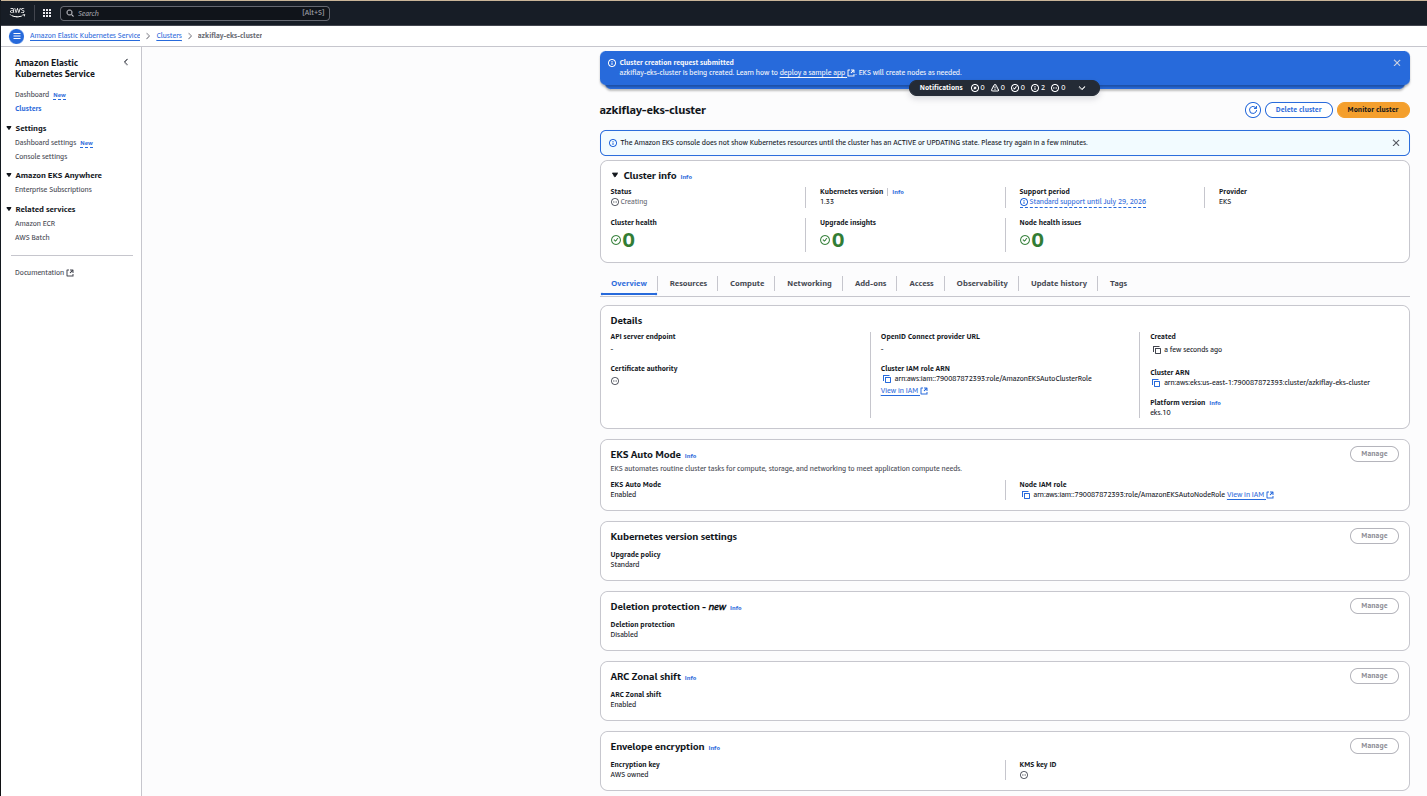 aws
Search
[Alt+S]
Amazon Elastic Kubernetes Service
Clusters
azkiflay-eks-cluster
Amazon Elastic
Kubernetes Service
Dashboard New
Clusters
Settings
Dashboard settings New
Console settings
Amazon EKS Anywhere
Enterprise Subscriptions
Related services
Amazon ECR
AWS Batch
Documentation
Cluster creation request submitted
azkiflay-eks-cluster is being created. Learn how to deploy a sample app. EKS will create nodes as needed.
Notifications 0 0 0 2 0
azkiflay-eks-cluster
Delete cluster
Monitor cluster
The Amazon EKS console does not show Kubernetes resources until the cluster has an ACTIVE or UPDATING state. Please try again in a few minutes.
Cluster info Info
Status
Creating
Kubernetes version Info
1.33
Support period
Standard support until July 29, 2026
Provider
EKS
Cluster health
0
Upgrade insights
0
Node health issues
0
Overview
Resources
Compute
Networking
Add-ons
Access
Observability
Update history
Tags
Details
API server endpoint
-
Certificate authority
OpenID Connect provider URL
-
Cluster IAM role ARN
arn:aws:iam::790087872393:role/AmazonEKSAutoClusterRole
View in IAM
Created
a few seconds ago
Cluster ARN
arn:aws:eks:us-east-1:790087872393:cluster/azkiflay-eks-cluster
Platform version Info
eks.10
EKS Auto Mode Info
Manage
EKS automates routine cluster tasks for compute, storage, and networking to meet application compute needs.
EKS Auto Mode
Enabled
Node IAM role
arn:aws:iam::790087872393:role/AmazonEKSAutoNodeRole View in IAM
Kubernetes version settings
Manage
Upgrade policy
Standard
Deletion protection - new Info
Manage
Deletion protection
Disabled
ARC Zonal shift Info
Manage
ARC Zonal shift
Enabled
Envelope encryption Info
Manage
Encryption key
AWS owned
KMS key ID